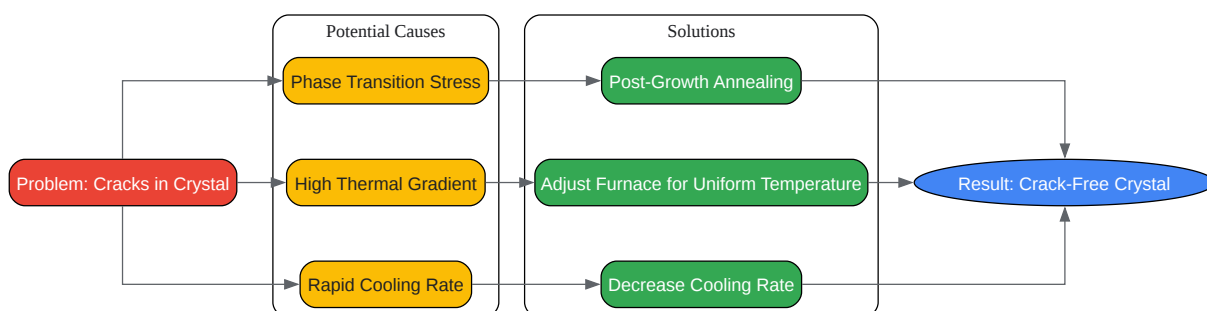 Potential Causes
Solutions
Phase Transition Stress
Post-Growth Annealing
Problem: Cracks in Crystal
High Thermal Gradient
Adjust Furnace for Uniform Temperature
Result: Crack-Free Crystal
Rapid Cooling Rate
Decrease Cooling Rate